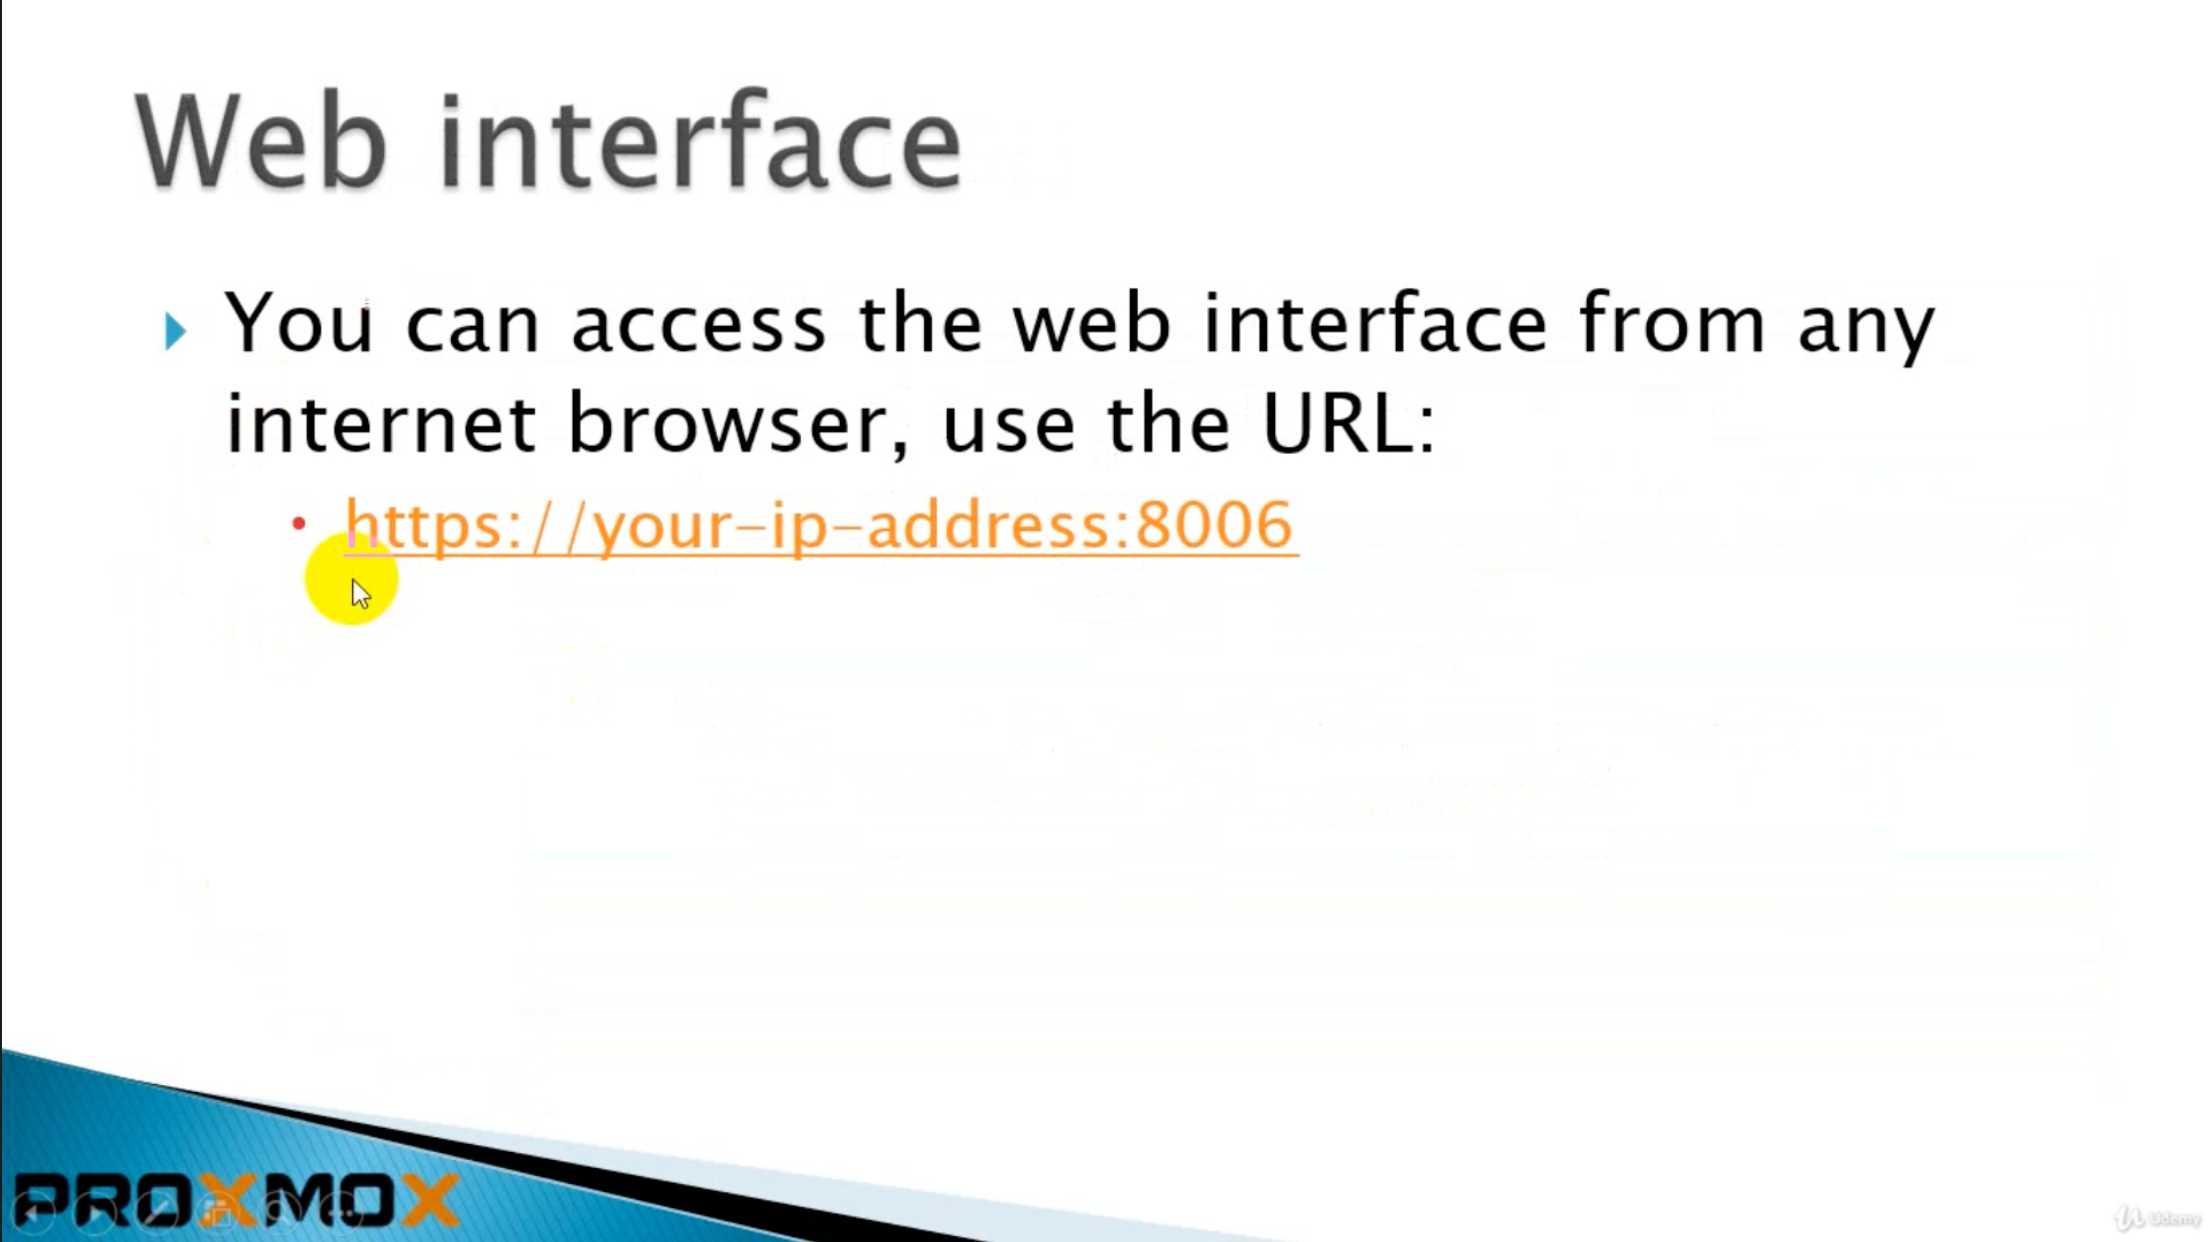 Web interface
You can access the web interface from any
internet browser, use the URL:
https://your-ip-address:8006
PROXMOX
Udemy